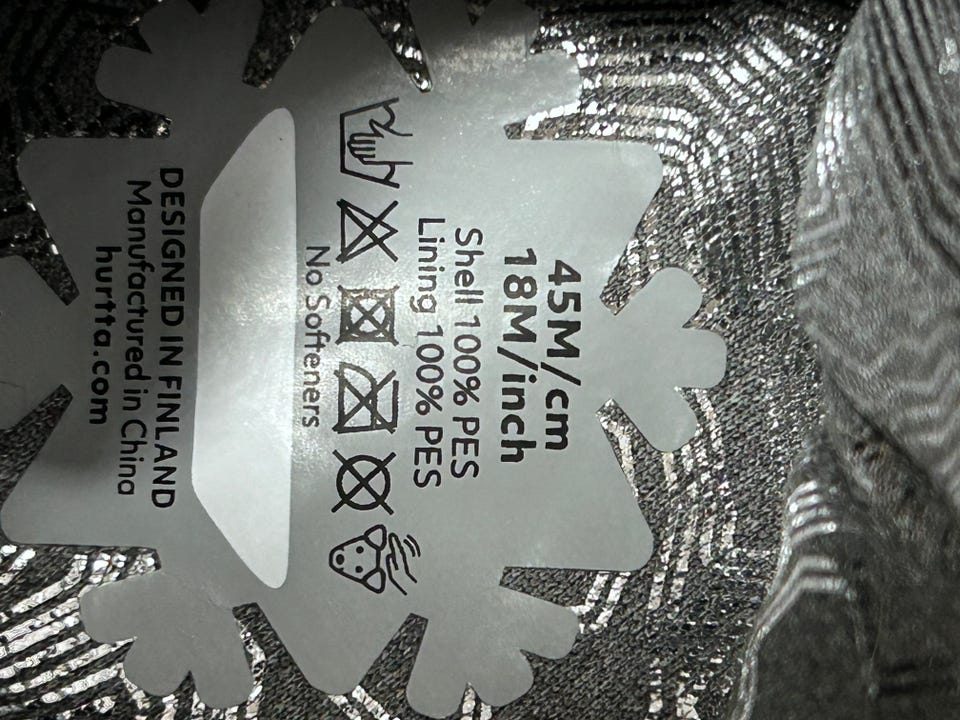 45M/cm
18M/inch
Shell 100% PES
Lining 100% PES
No Softeners
DESIGNED IN FINLAND
Manufactured in China
hurtta.com